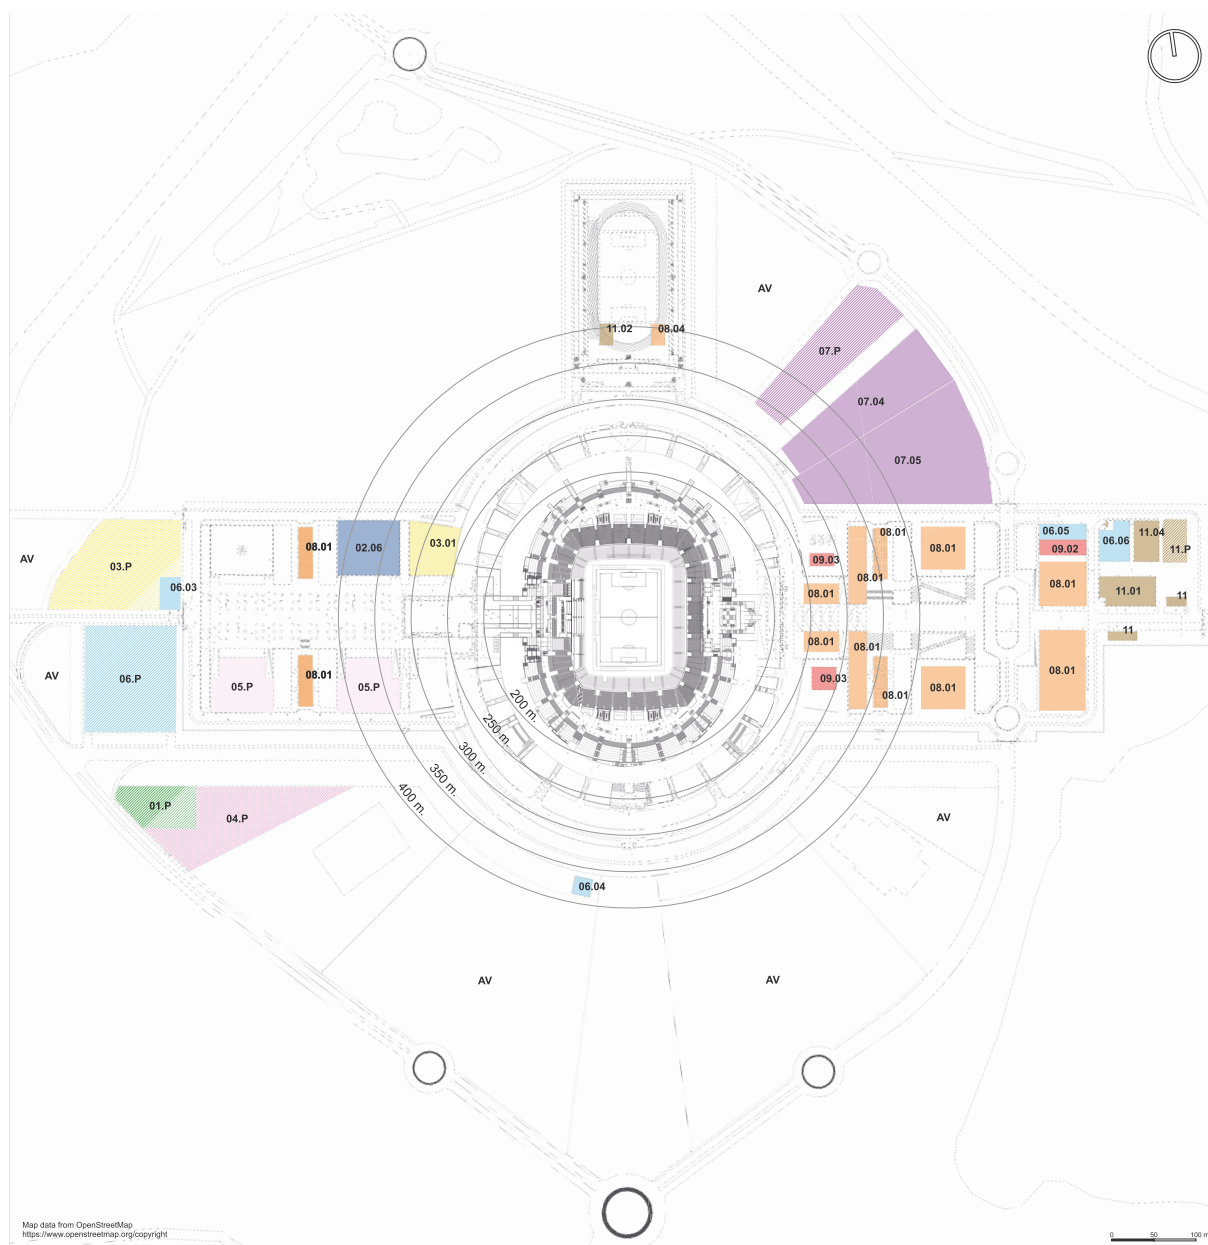 AV
11.02
08.04
07.P
07.04
07.05
AV
03.P
06.03
08.01
02.06
03.01
09.03
08.01
08.01
08.01
08.01
06.05
09.02
06.06
11.04
11.P
08.01
11.01
11
11
AV
06.P
05.P
08.01
05.P
08.01
08.01
09.03
08.01
08.01
08.01
200 m.
250 m.
300 m.
350 m.
400 m.
01.P
04.P
AV
06.04
AV
AV
Map data from OpenStreetMap
https://www.openstreetmap.org/copyright
0 50 100 m